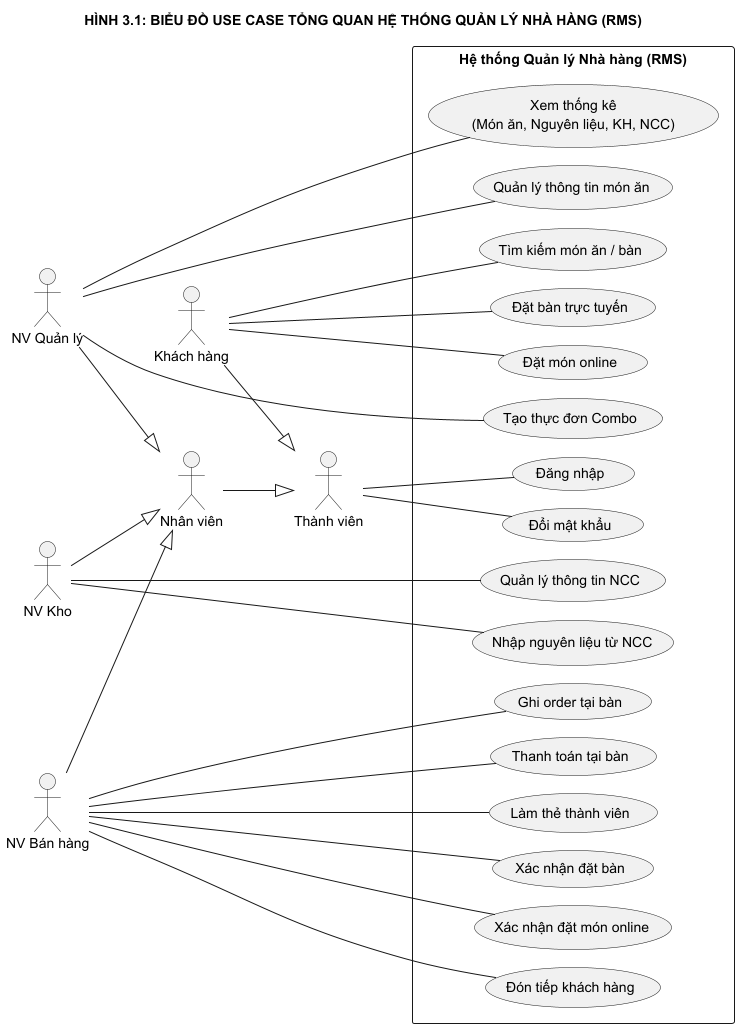 HÌNH 3.1: BIỂU ĐỒ USE CASE TỔNG QUAN HỆ THỐNG QUẢN LÝ NHÀ HÀNG (RMS)
Hệ thống Quản lý Nhà hàng (RMS)
Xem thống kê
(Món ăn, Nguyên liệu, KH, NCC)
Quản lý thông tin món ăn
Tìm kiếm món ăn / bàn
Đặt bàn trực tuyến
NV Quản lý
Khách hàng
Đặt món online
Tạo thực đơn Combo
Đăng nhập
Nhân viên
Thành viên
Đổi mật khẩu
Quản lý thông tin NCC
NV Kho
Nhập nguyên liệu từ NCC
Ghi order tại bàn
Thanh toán tại bàn
Làm thẻ thành viên
NV Bán hàng
Xác nhận đặt bàn
Xác nhận đặt món online
Đón tiếp khách hàng